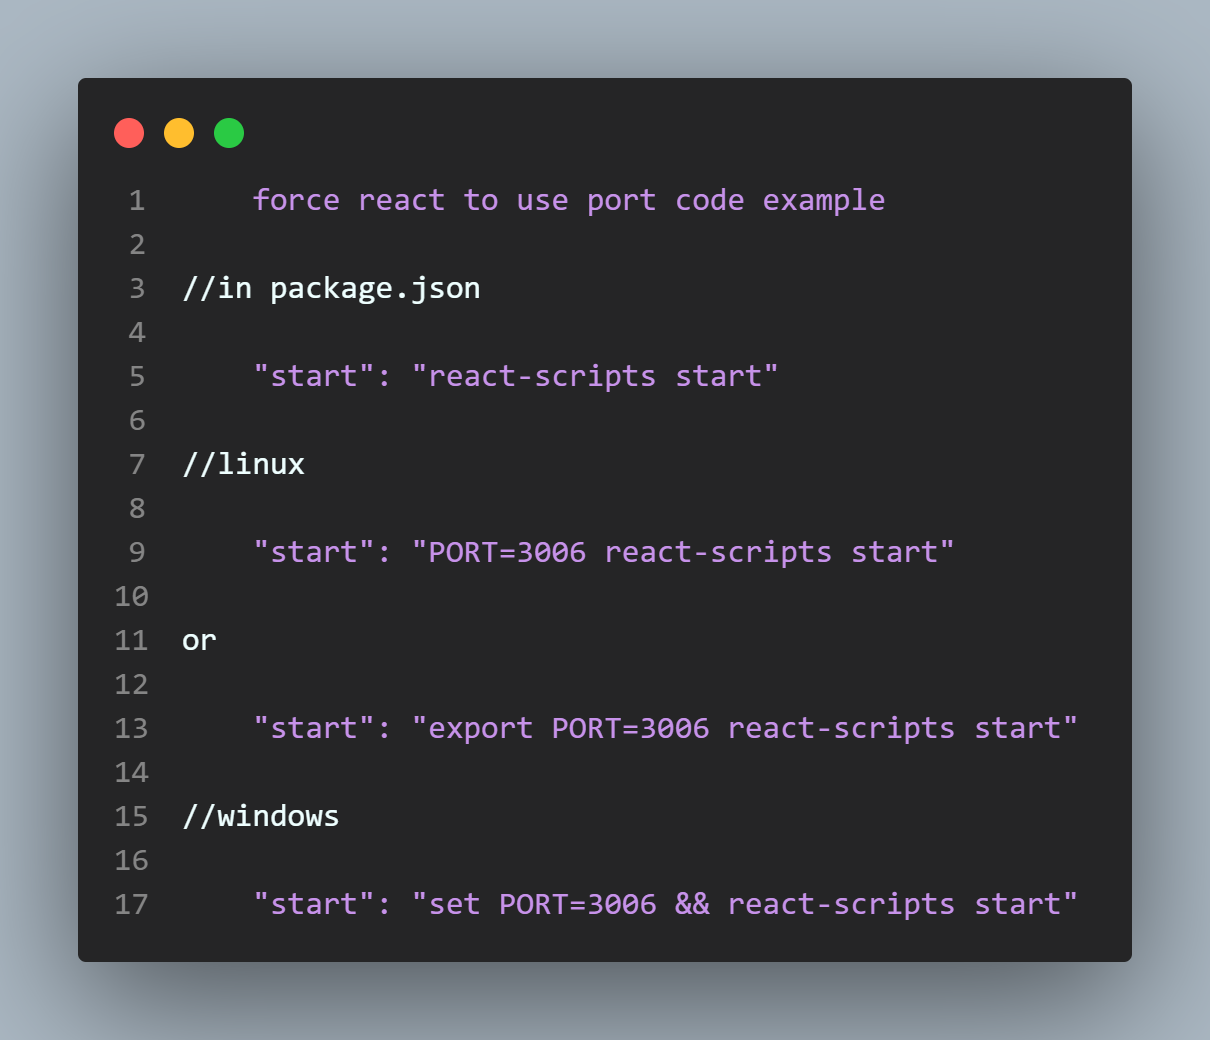 1 force react to use port code example
2
3 //in package.json
4
5 "start": "react-scripts start"
6
7 //linux
8
9 "start": "PORT=3006 react-scripts start"
10
11 or
12
13 "start": "export PORT=3006 react-scripts start"
14
15 //windows
16
17 "start": "set PORT=3006 && react-scripts start"